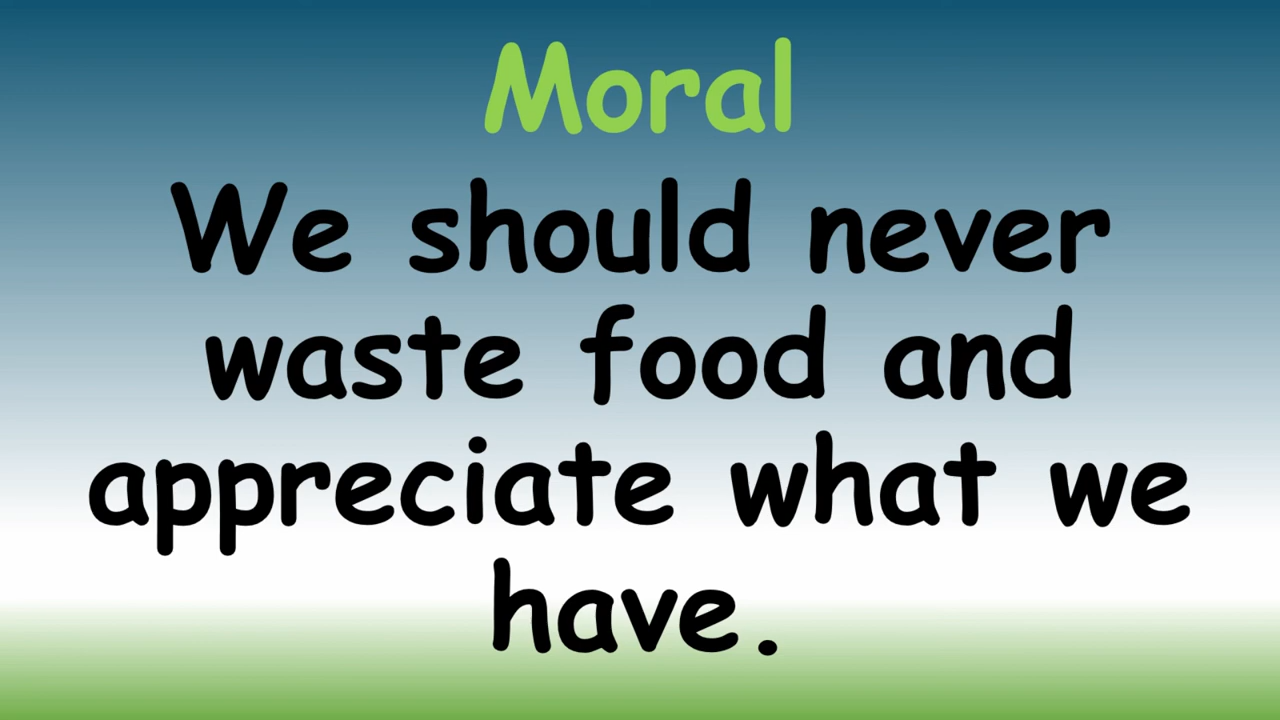 Moral
We should never
waste food and
appreciate what we
have.